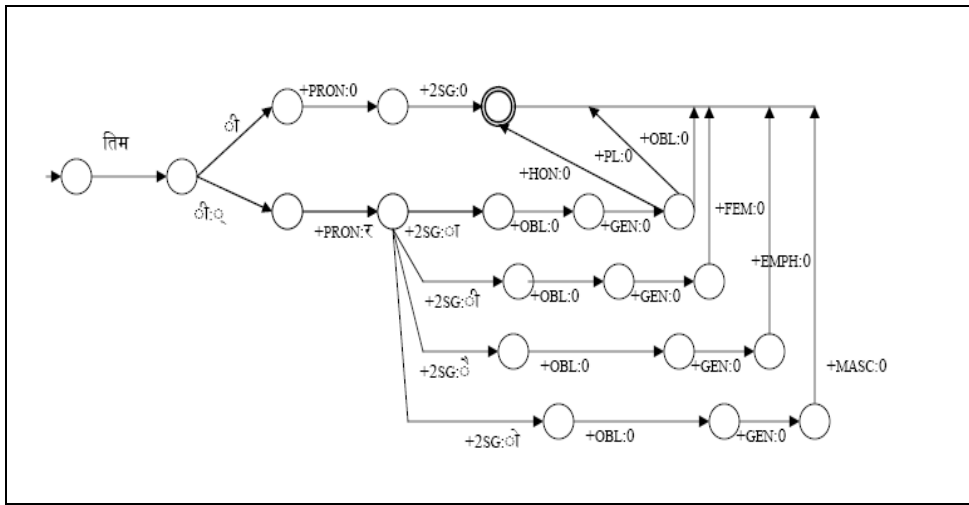 +PRON:0
+2SG:0
ी
तिम
+PL:0
+OBL:0
+HON:0
ी:्
+PRON:र
+2SG:ा
+OBL:0
+GEN:0
+FEM:0
+2SG:ी
+OBL:0
+GEN:0
+EMPH:0
+2SG:ै
+OBL:0
+GEN:0
+MASC:0
+2SG:ो
+OBL:0
+GEN:0